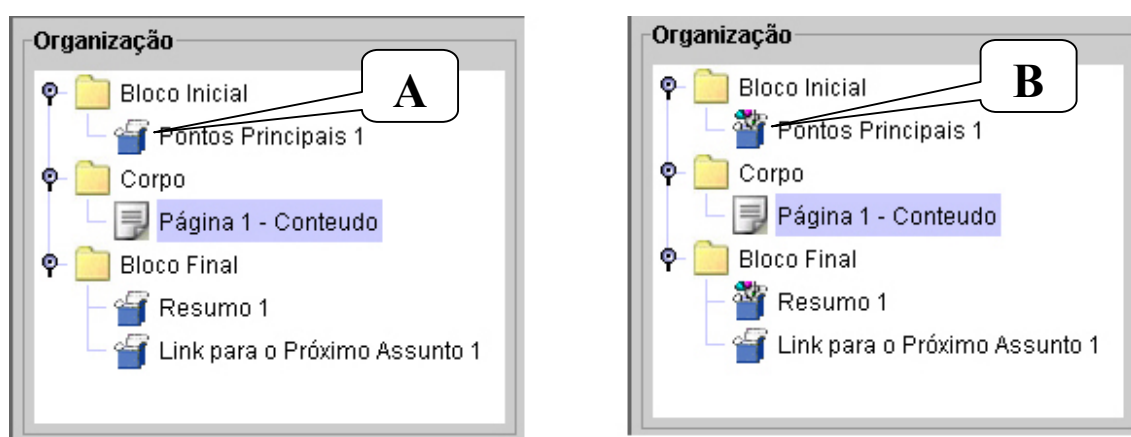 Organização
A
Bloco Inicial
Pontos Principais 1
Corpo
Página 1 - Conteudo
Bloco Final
Resumo 1
Link para o Próximo Assunto 1
Organização
B
Bloco Inicial
Pontos Principais 1
Corpo
Página 1 - Conteudo
Bloco Final
Resumo 1
Link para o Próximo Assunto 1